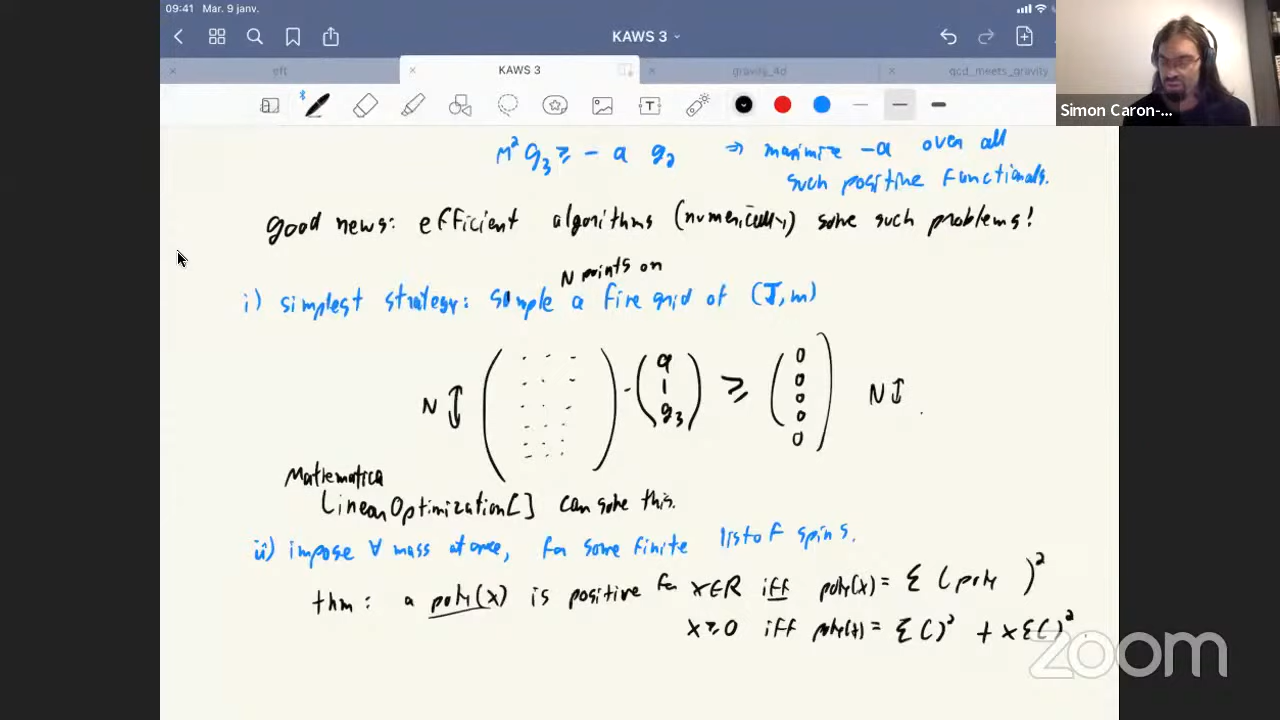 09:41 Mar. 9 janv.
KAWS 3
eft
KAWS 3
gravity_4d
qcd_meets_gravity
Simon Caron-...
M² g₃ ≥ - a g₂ ⇒ maximize -a over all
such positive functionals.
good news: efficient algorithms (numerically) solve such problems!
N points on
i) simplest strategy: sample a fine grid of (J,m)
N ↕ ( ) · (a 1 g₃) ≥ (0 0 0 0 0) N ↕
Mathematica
LinearOptimization[] can solve this.
ii) impose ∀ mass at once, for some finite list of spins.
thm: a poly(x) is positive for x∈R iff poly(x) = Σ (poly )²
x≥0 iff poly(x) = Σ( )² + xΣ( )²
zoom